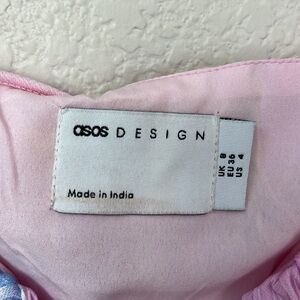 asos DESIGN
Made in India
UK 8
EU 36
US 4